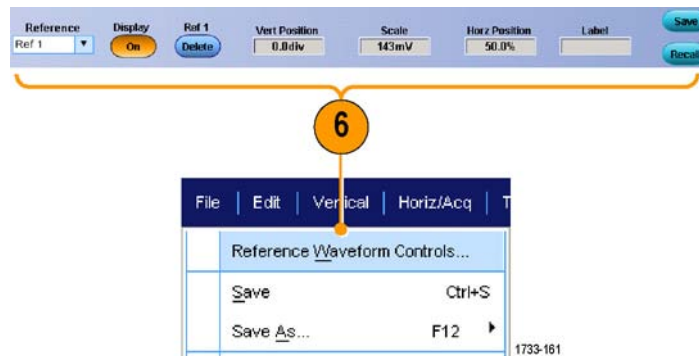 Reference Display Ref 1 Vert Position Scale Horz Position Label Save
Ref 1 On Delete 0.0div 143mV 50.0% Recall
6
File Edit Vertical Horiz/Acq T
Reference Waveform Controls...
Save Ctrl+S
Save As... F12
1733-161